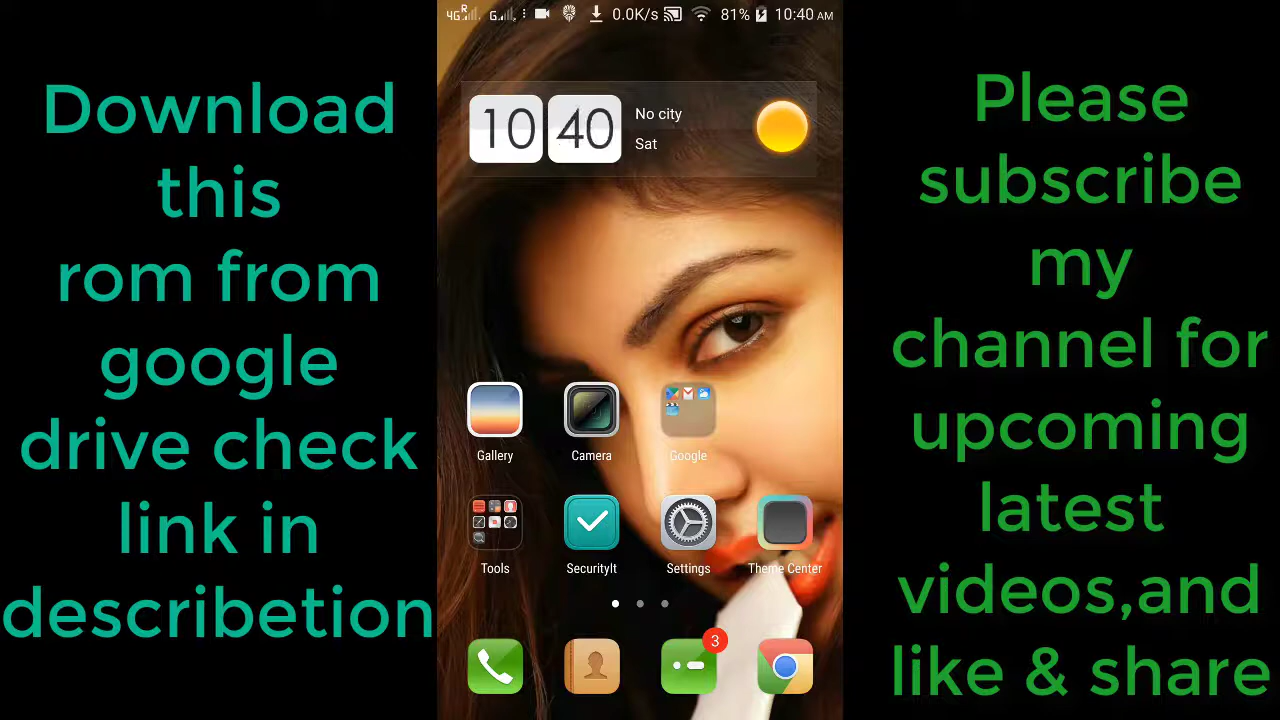 Download
this
rom from
google
drive check
link in
describetion
4G R G 0.0K/s 81% 10:40 AM
10 40
No city
Sat
Gallery Camera Google
Tools SecurityIt Settings Theme Center
3
Please
subscribe
my
channel for
upcoming
latest
videos,and
like & share